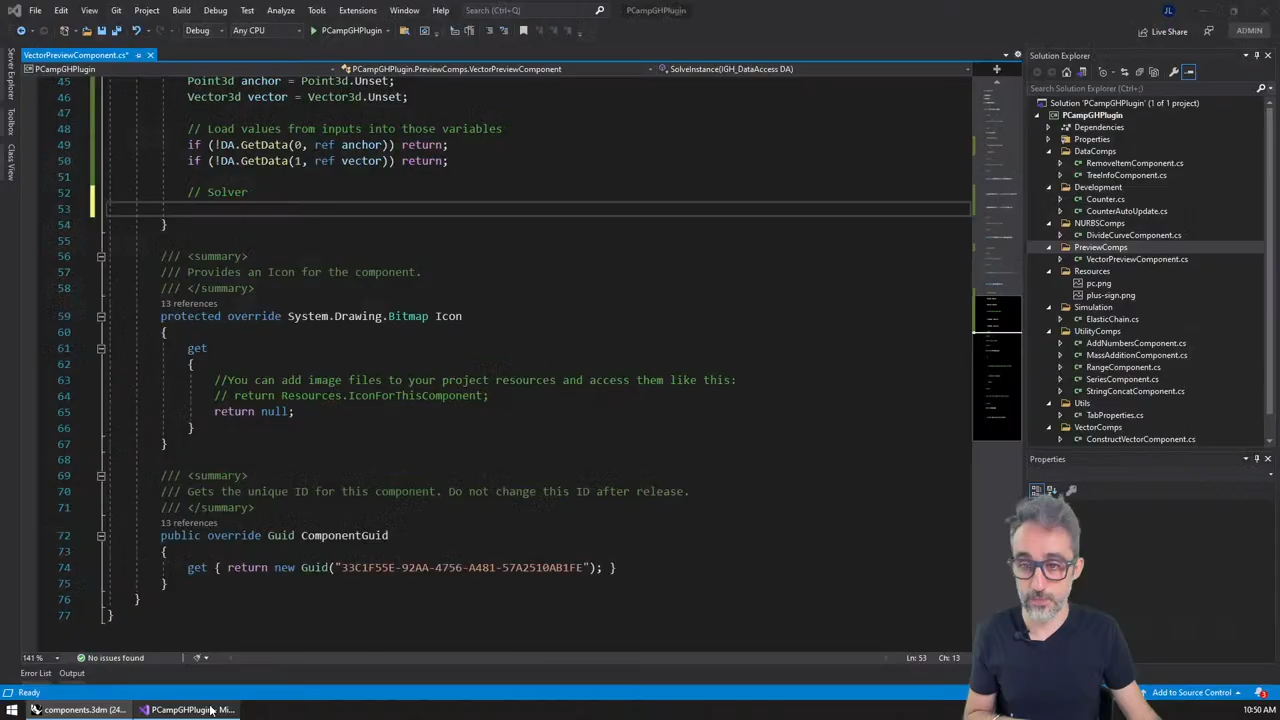 File Edit View Git Project Build Debug Test Analyze Tools Extensions Window Help Search (Ctrl+Q) PCampGHPlugin JL
Debug Any CPU PCampGHPlugin Live Share ADMIN
VectorPreviewComponent.cs* Solution Explorer
PCampGHPlugin PCampGHPlugin.PreviewComps.VectorPreviewComponent SolveInstance(IGH_DataAccess DA)
Server Explorer
Toolbox
Class View
45 Point3d anchor = Point3d.Unset;
46 Vector3d vector = Vector3d.Unset;
47
48 // Load values from inputs into those variables
49 if (!DA.GetData(0, ref anchor)) return;
50 if (!DA.GetData(1, ref vector)) return;
51
52 // Solver
53
54 }
55
56 /// <summary>
57 /// Provides an Icon for the component.
58 /// </summary>
13 references
59 protected override System.Drawing.Bitmap Icon
60 {
61 get
62 {
63 //You can add image files to your project resources and access them like this:
64 // return Resources.IconForThisComponent;
65 return null;
66 }
67 }
68
69 /// <summary>
70 /// Gets the unique ID for this component. Do not change this ID after release.
71 /// </summary>
13 references
72 public override Guid ComponentGuid
73 {
74 get { return new Guid("33C1F55E-92AA-4756-A481-57A2510AB1FE"); }
75 }
76 }
77 }
Search Solution Explorer (Ctrl+;)
Solution 'PCampGHPlugin' (1 of 1 project)
PCampGHPlugin
Dependencies
Properties
DataComps
RemoveItemComponent.cs
TreeInfoComponent.cs
Development
Counter.cs
CounterAutoUpdate.cs
NURBSComps
DivideCurveComponent.cs
PreviewComps
VectorPreviewComponent.cs
Resources
pc.png
plus-sign.png
Simulation
ElasticChain.cs
UtilityComps
AddNumbersComponent.cs
MassAdditionComponent.cs
RangeComponent.cs
SeriesComponent.cs
StringConcatComponent.cs
Utils
TabProperties.cs
VectorComps
ConstructVectorComponent.cs
Properties
141 % No issues found Ln: 53 Ch: 13
Error List Output
Ready Add to Source Control 3
components.3dm (24... PCampGHPlugin - Mi... 10:50 AM